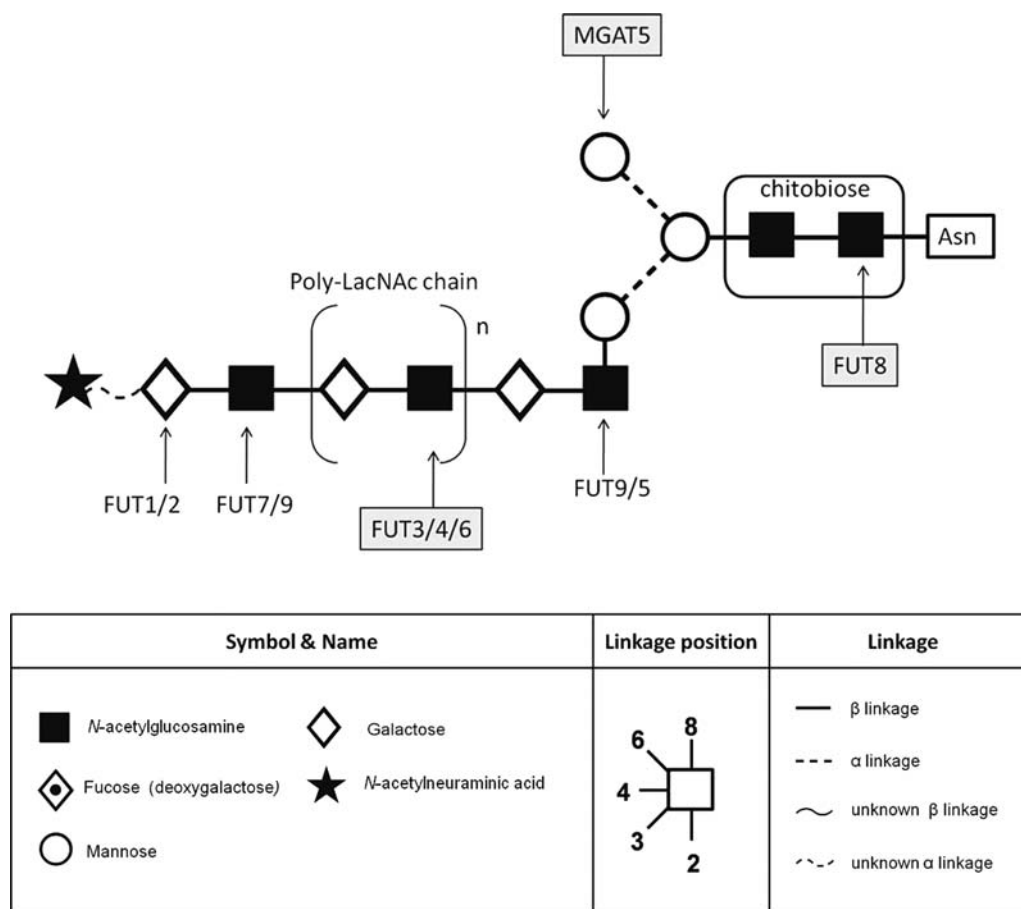 MGAT5
chitobiose
Asn
Poly-LacNAc chain
n
FUT8
FUT1/2
FUT7/9
FUT3/4/6
FUT9/5
Symbol & Name
Linkage position
Linkage
N-acetylglucosamine
Galactose
Fucose (deoxygalactose)
N-acetylneuraminic acid
Mannose
6
8
4
3
2
β linkage
α linkage
unknown β linkage
unknown α linkage